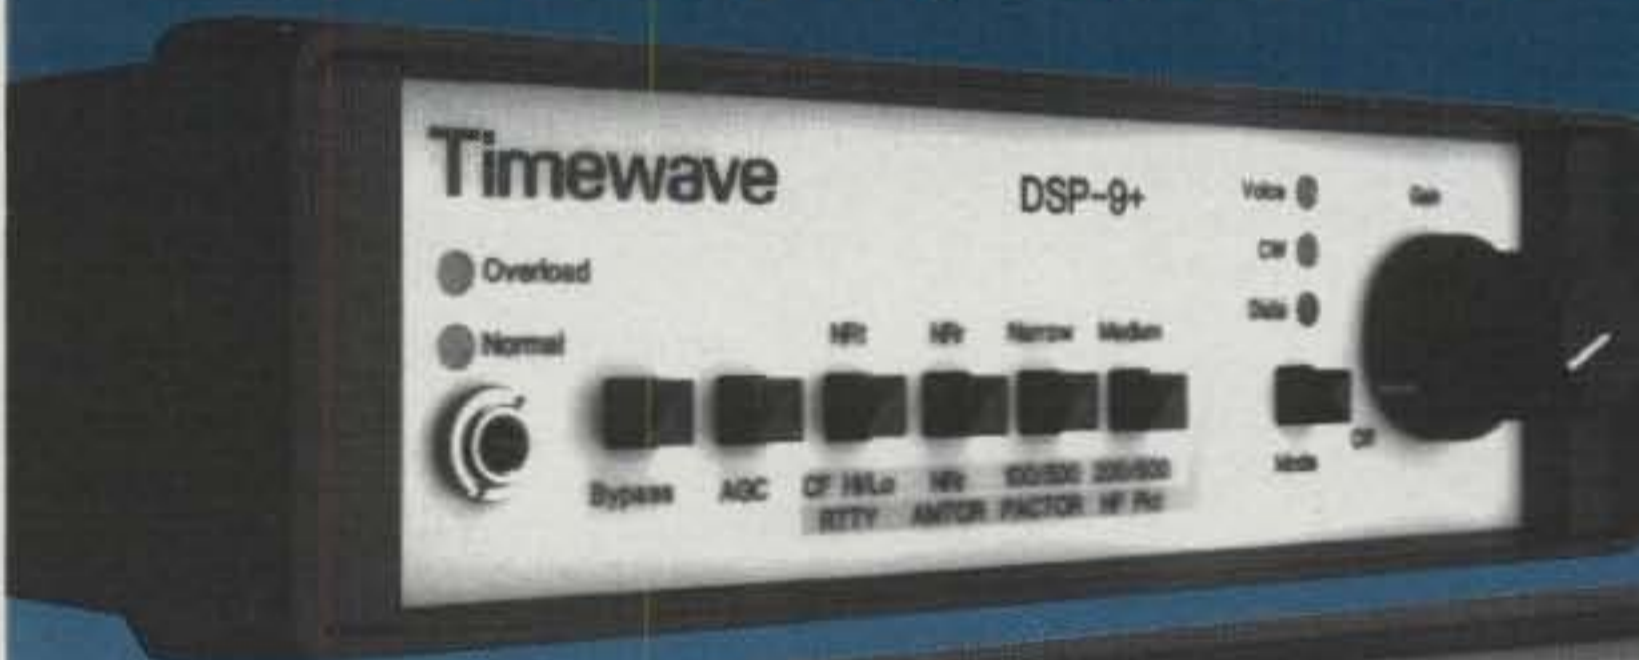 Timewave
DSP-9+
Voice
CW
Data
Gain
Overload
Normal
NRt NRr Narrow Medium
Bypass AGC CF Hi/Lo NRr 100/500 200/600
RTTY AMTOR PACTOR HF Pkt
Mode
Off